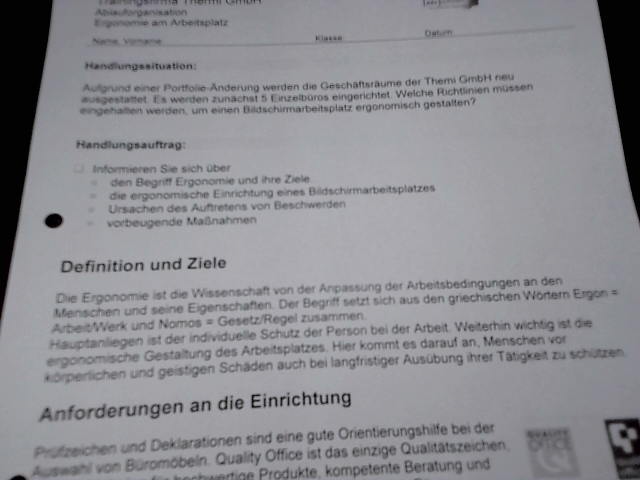 Trainingsfirma Themi GmbH
Ablauforganisation
Ergonomie am Arbeitsplatz
Name, Vorname Klasse Datum
Handlungssituation:
Aufgrund einer Portfolie-Änderung werden die Geschäftsräume der Themi GmbH neu
ausgestattet. Es werden zunächst 5 Einzelbüros eingerichtet. Welche Richtlinien müssen
eingehalten werden, um einen Bildschirmarbeitsplatz ergonomisch gestalten?
Handlungsauftrag:
Informieren Sie sich über
den Begriff Ergonomie und ihre Ziele
die ergonomische Einrichtung eines Bildschirmarbeitsplatzes
Ursachen des Auftretens von Beschwerden
vorbeugende Maßnahmen
Definition und Ziele
Die Ergonomie ist die Wissenschaft von der Anpassung der Arbeitsbedingungen an den
Menschen und seine Eigenschaften. Der Begriff setzt sich aus den griechischen Wörtern Ergon =
Arbeit/Werk und Nomos = Gesetz/Regel zusammen.
Hauptanliegen ist der individuelle Schutz der Person bei der Arbeit. Weiterhin wichtig ist die
ergonomische Gestaltung des Arbeitsplatzes. Hier kommt es darauf an, Menschen vor
körperlichen und geistigen Schäden auch bei langfristiger Ausübung ihrer Tätigkeit zu schützen.
Anforderungen an die Einrichtung
Prüfzeichen und Deklarationen sind eine gute Orientierungshilfe bei der
Auswahl von Büromöbeln. Quality Office ist das einzige Qualitätszeichen,
für hochwertige Produkte, kompetente Beratung und
QUALITY
OFFICE